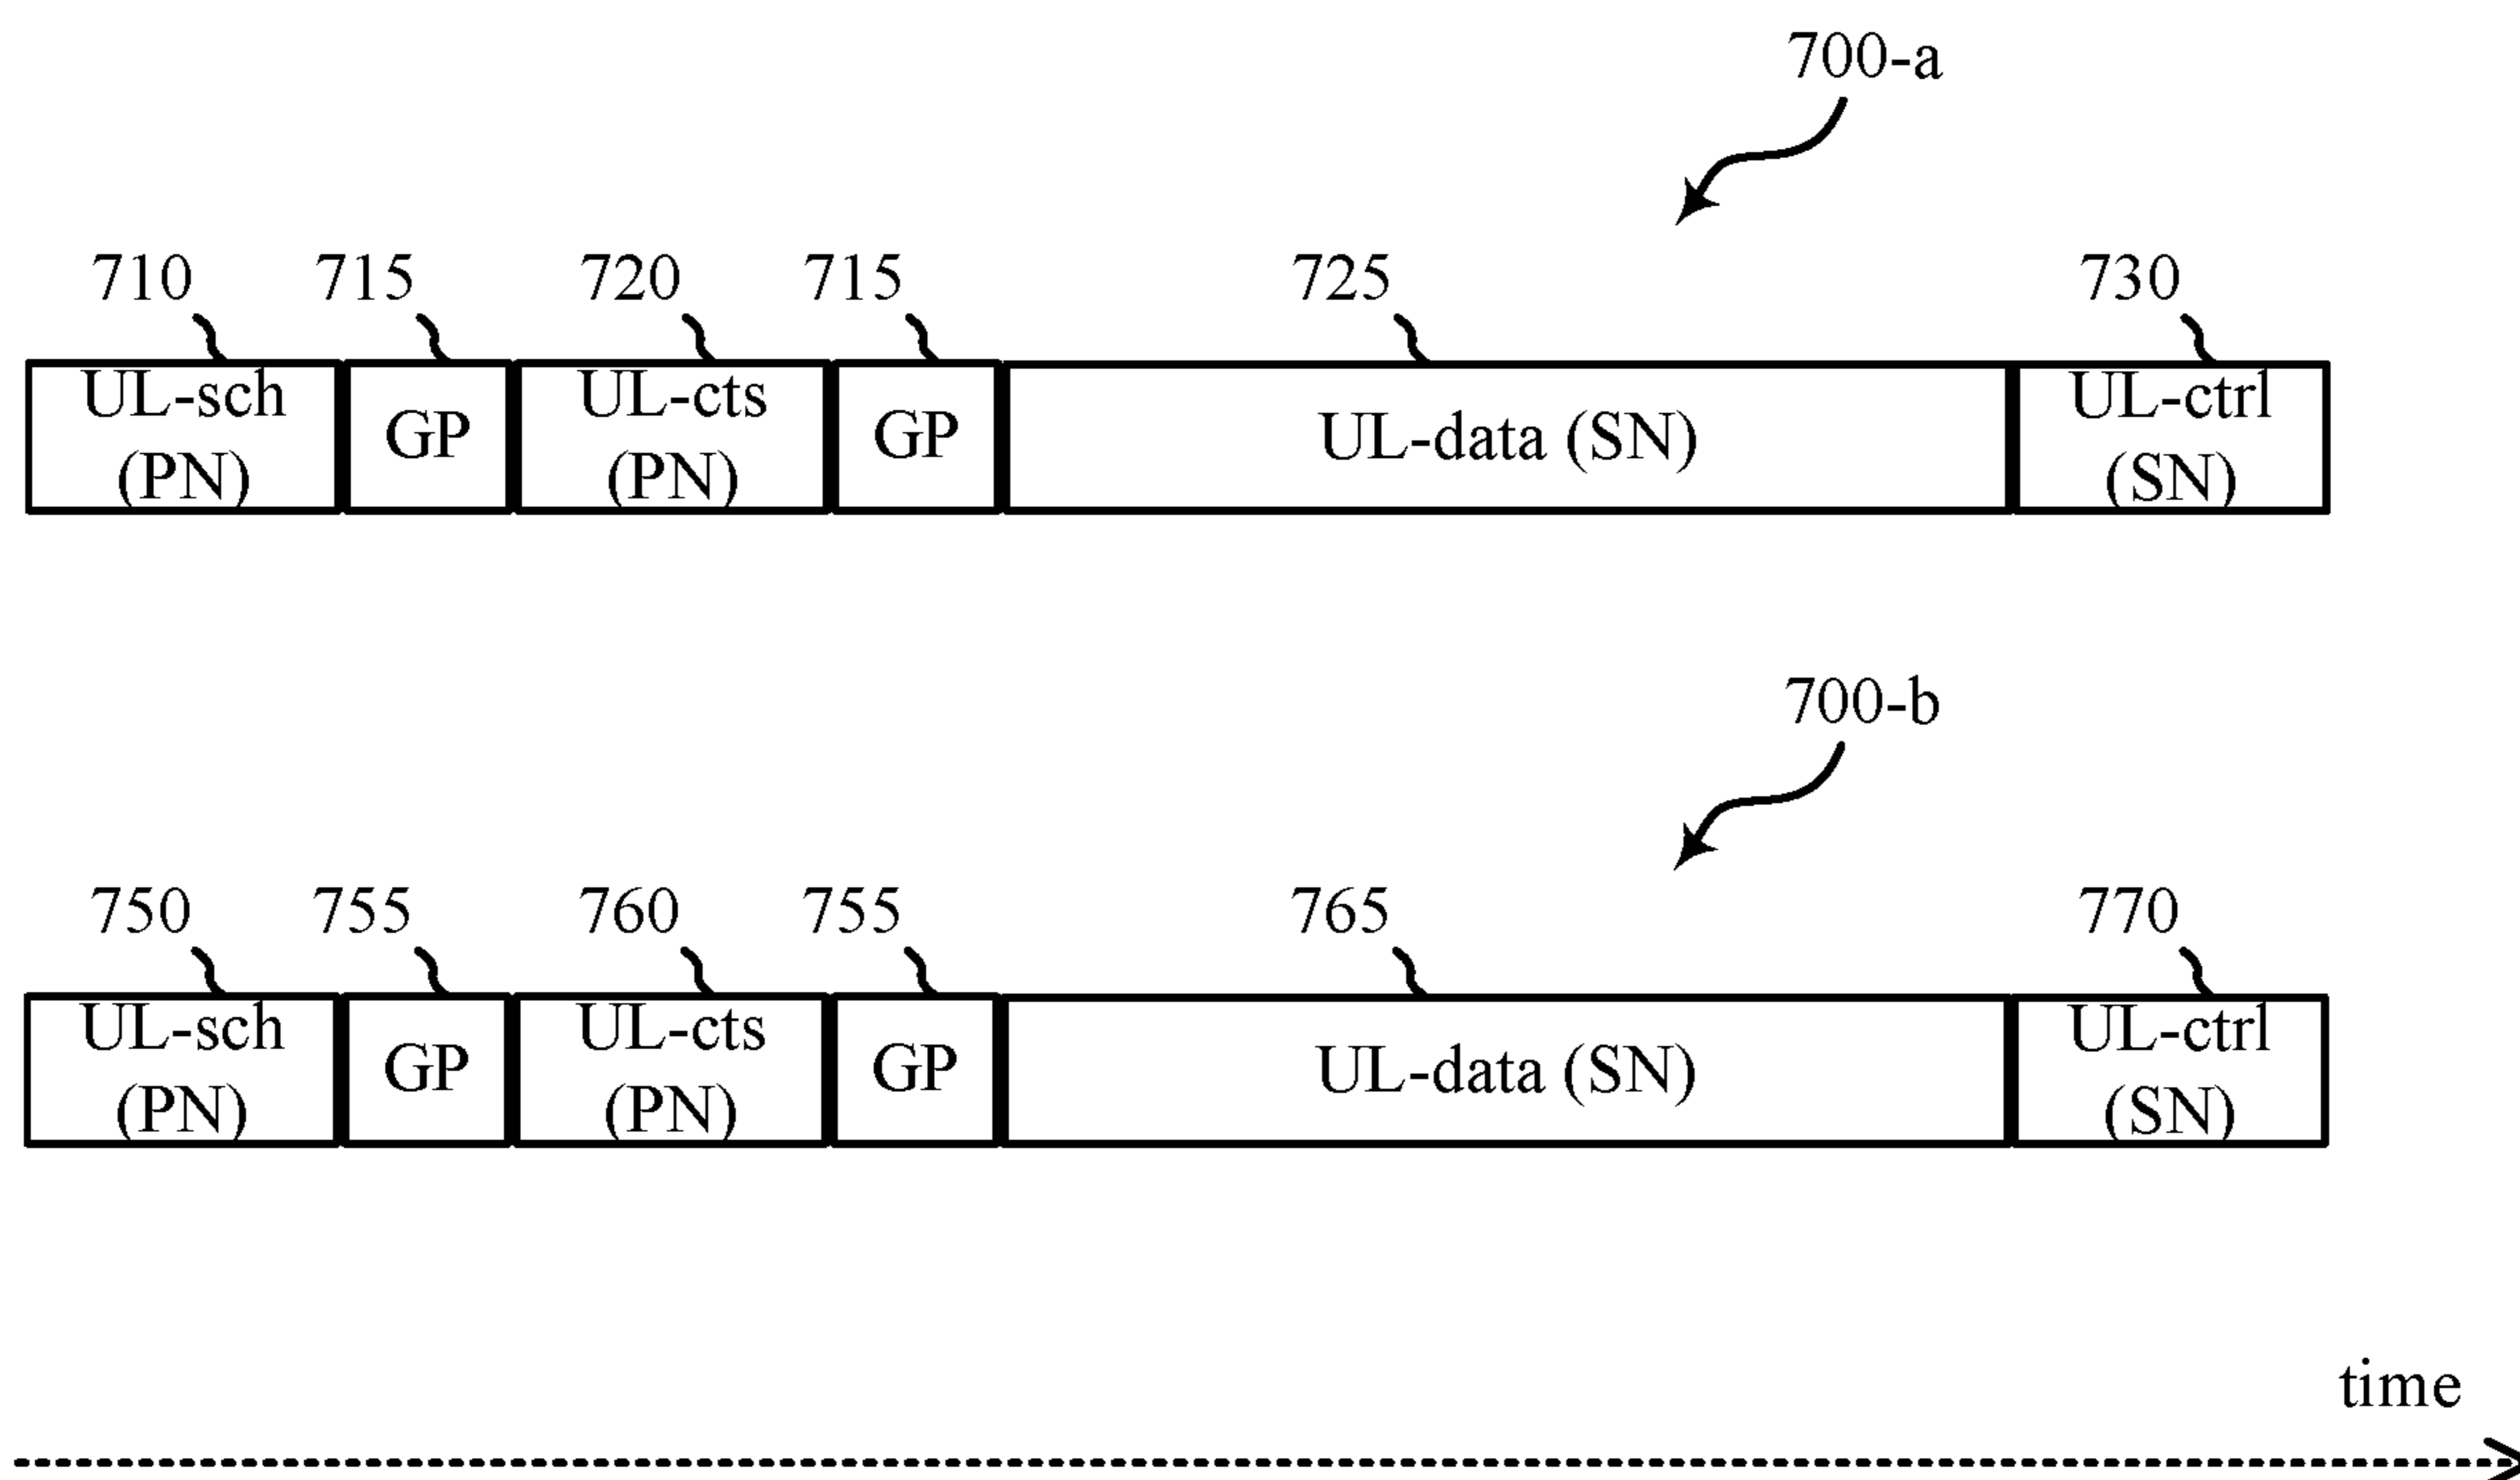 700-a
710 715 720 715 725 730
UL-sch UL-cts UL-ctrl
GP GP UL-data (SN)
(PN) (PN) (SN)
700-b
750 755 760 755 765 770
UL-sch UL-cts UL-ctrl
GP GP UL-data (SN)
(PN) (PN) (SN)
time